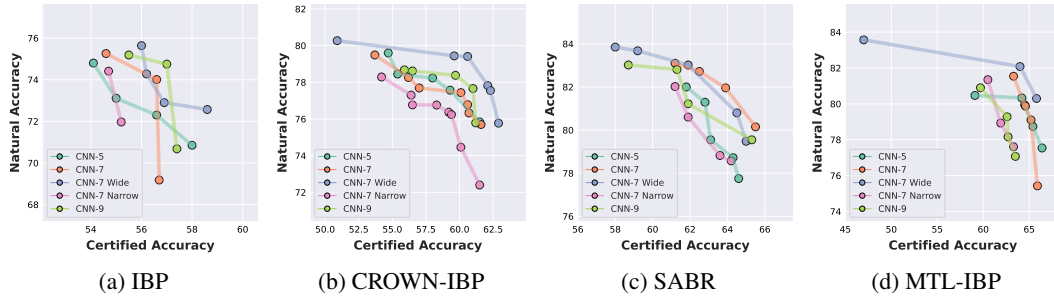 Natural Accuracy
76
74
72
70
68
CNN-5
CNN-7
CNN-7 Wide
CNN-7 Narrow
CNN-9
54 56 58 60
Certified Accuracy
(a) IBP
Natural Accuracy
82
80
78
76
74
72
70
CNN-5
CNN-7
CNN-7 Wide
CNN-7 Narrow
CNN-9
50.0 52.5 55.0 57.5 60.0 62.5
Certified Accuracy
(b) CROWN-IBP
Natural Accuracy
84
82
80
78
76
CNN-5
CNN-7
CNN-7 Wide
CNN-7 Narrow
CNN-9
56 58 60 62 64 66
Certified Accuracy
(c) SABR
Natural Accuracy
84
82
80
78
76
74
CNN-5
CNN-7
CNN-7 Wide
CNN-7 Narrow
CNN-9
45 50 55 60 65
Certified Accuracy
(d) MTL-IBP